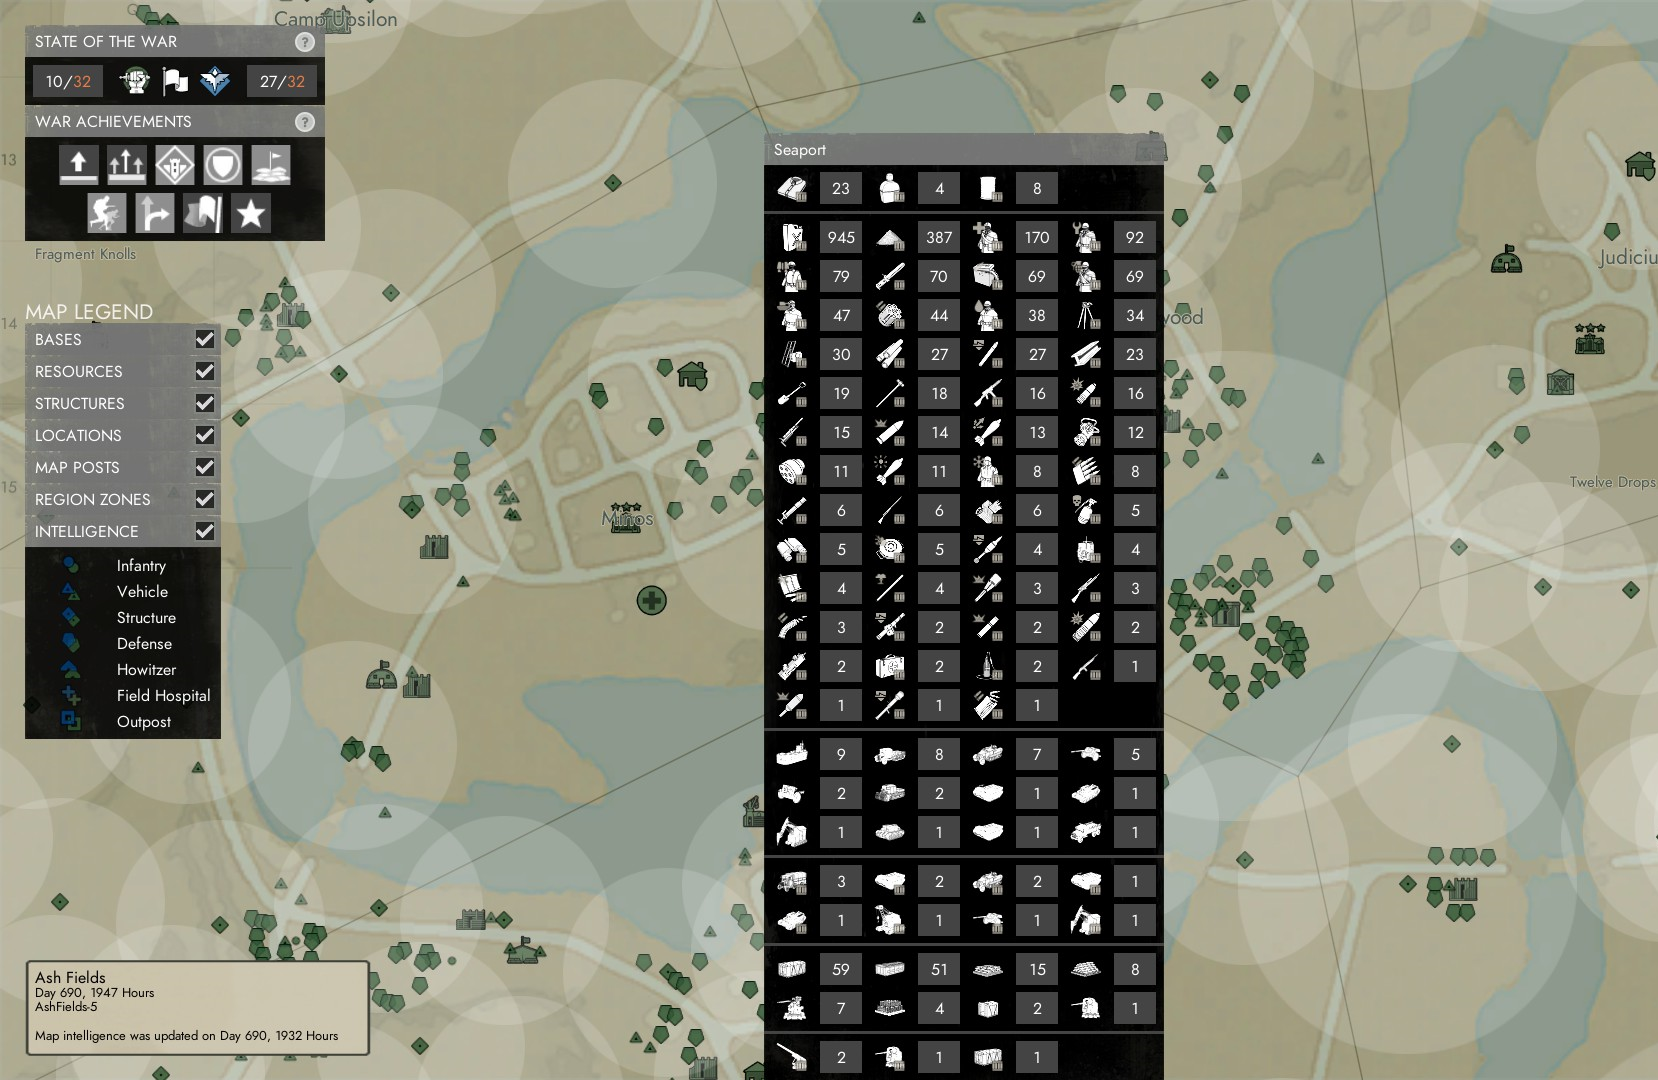 Camp Upsilon
STATE OF THE WAR ?
10/32 27/32
WAR ACHIEVEMENTS ?
13
Fragment Knolls
MAP LEGEND
14
BASES
RESOURCES
STRUCTURES
LOCATIONS
MAP POSTS
15
REGION ZONES
INTELLIGENCE
Infantry
Vehicle
Structure
Defense
Howitzer
Field Hospital
Outpost
Minos
Seaport
23 4 8
945 387 170 92
79 70 69 69
47 44 38 34
30 27 27 23
19 18 16 16
15 14 13 12
11 11 8 8
6 6 6 5
5 5 4 4
4 4 3 3
3 2 2 2
2 2 2 1
1 1 1
9 8 7 5
2 2 1 1
1 1 1 1
3 2 2 1
1 1 1 1
59 51 15 8
7 4 2 1
2 1 1
Judiciu
wood
Twelve Drops
Ash Fields
Day 690, 1947 Hours
AshFields-5
Map intelligence was updated on Day 690, 1932 Hours